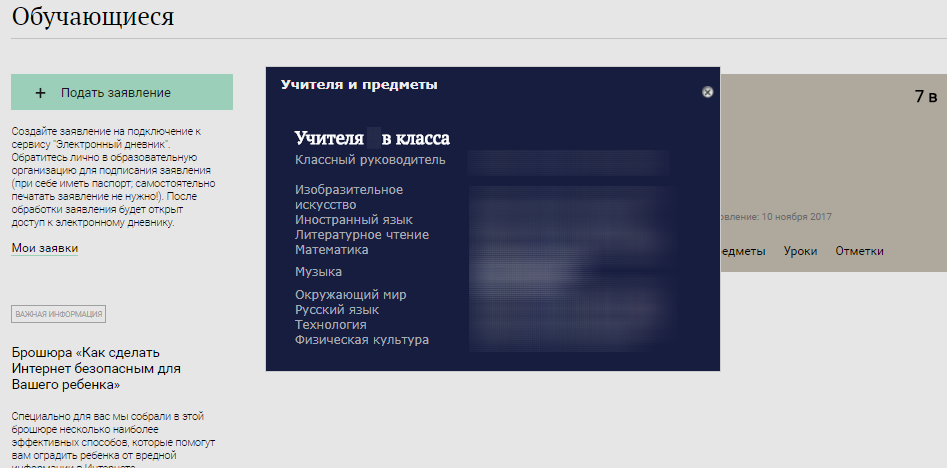 Обучающиеся
+ Подать заявление
Создайте заявление на подключение к
сервису "Электронный дневник".
Обратитесь лично в образовательную
организацию для подписания заявления
(при себе иметь паспорт; самостоятельно
печатать заявление не нужно!). После
обработки заявления будет открыт
доступ к электронному дневнику.
Мои заявки
ВАЖНАЯ ИНФОРМАЦИЯ
Брошюра «Как сделать
Интернет безопасным для
Вашего ребенка»
Специально для вас мы собрали в этой
брошюре несколько наиболее
эффективных способов, которые помогут
вам оградить ребенка от вредной
информации в Интернете
Учителя и предметы
Учителя в класса
Классный руководитель
Изобразительное
искусство
Иностранный язык
Литературное чтение
Математика
Музыка
Окружающий мир
Русский язык
Технология
Физическая культура
7 в
овление: 10 ноября 2017
едметы Уроки Отметки